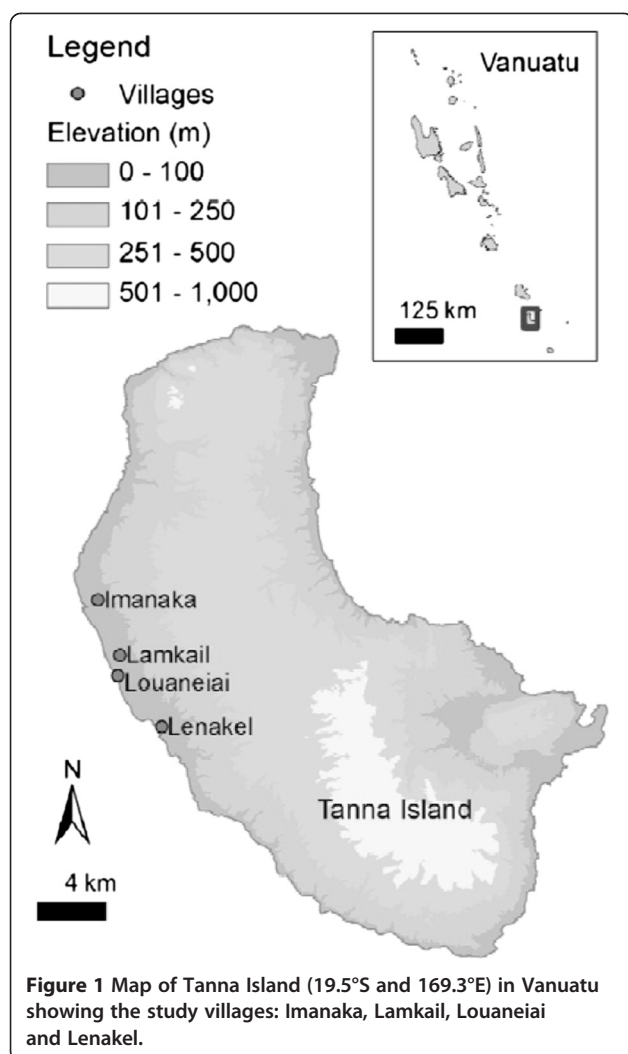 Legend
Villages
Elevation (m)
0 - 100
101 - 250
251 - 500
501 - 1,000
Vanuatu
125 km
Imanaka
Lamkail
Louaneiai
Lenakel
Tanna Island
N
4 km
Figure 1 Map of Tanna Island (19.5°S and 169.3°E) in Vanuatu
showing the study villages: Imanaka, Lamkail, Louaneiai
and Lenakel.